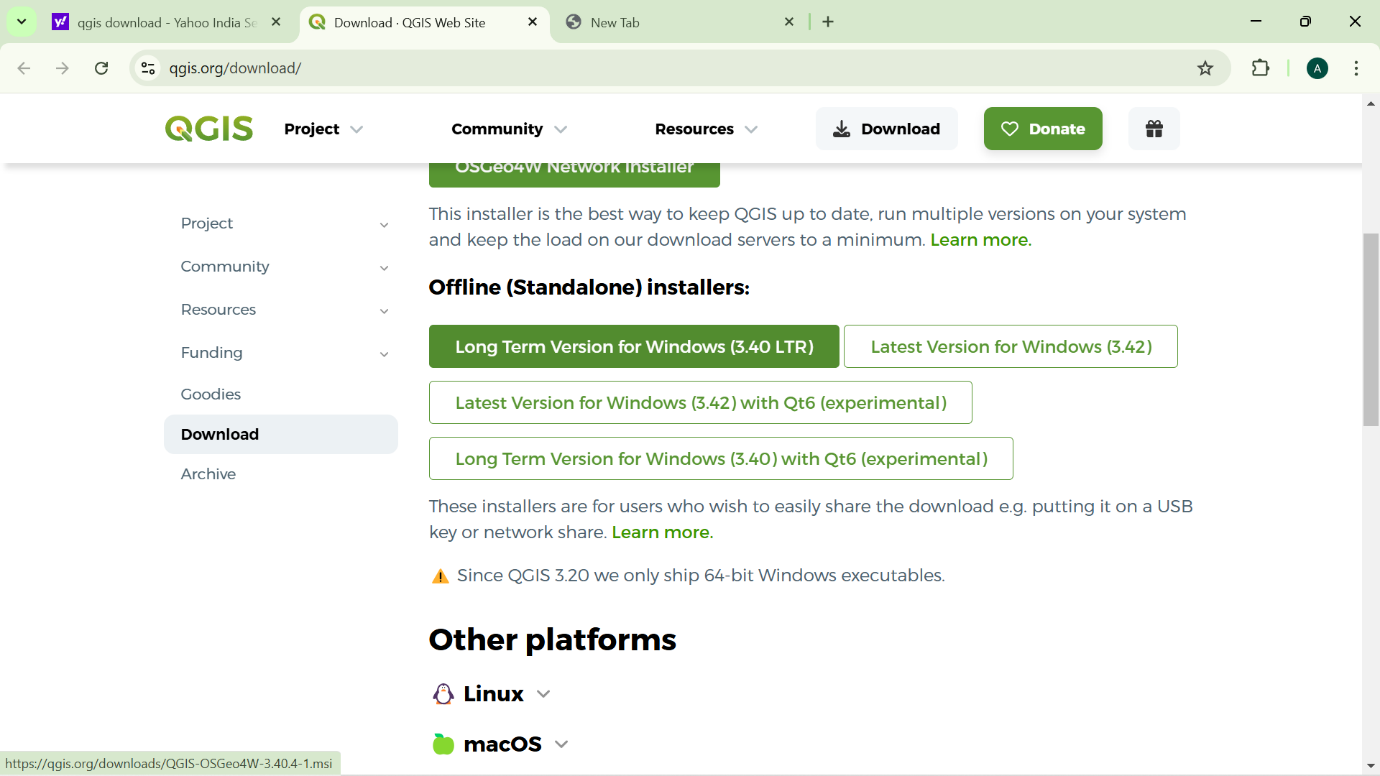 qgis download - Yahoo India Se
Download · QGIS Web Site
New Tab
qgis.org/download/
A
QGIS
Project
Community
Resources
Download
Donate
OSGeo4W Network Installer
This installer is the best way to keep QGIS up to date, run multiple versions on your system
and keep the load on our download servers to a minimum. Learn more.
Project
Community
Resources
Funding
Goodies
Download
Archive
Offline (Standalone) installers:
Long Term Version for Windows (3.40 LTR)
Latest Version for Windows (3.42)
Latest Version for Windows (3.42) with Qt6 (experimental)
Long Term Version for Windows (3.40) with Qt6 (experimental)
These installers are for users who wish to easily share the download e.g. putting it on a USB
key or network share. Learn more.
Since QGIS 3.20 we only ship 64-bit Windows executables.
Other platforms
Linux
macOS
https://qgis.org/downloads/QGIS-OSGeo4W-3.40.4-1.msi